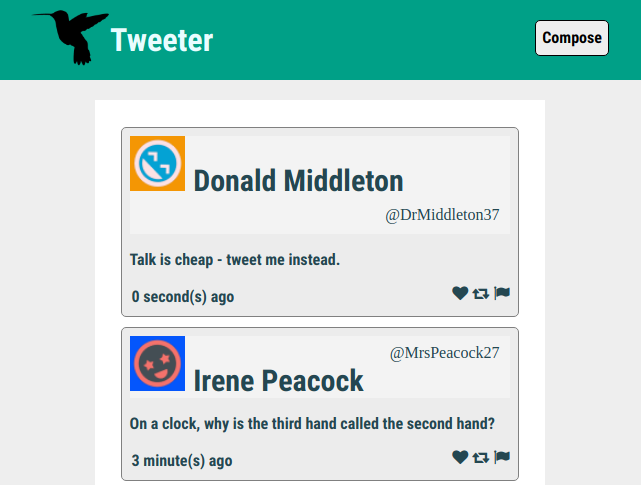 Tweeter
Compose
Donald Middleton
@DrMiddleton37
Talk is cheap - tweet me instead.
0 second(s) ago
@MrsPeacock27
Irene Peacock
On a clock, why is the third hand called the second hand?
3 minute(s) ago